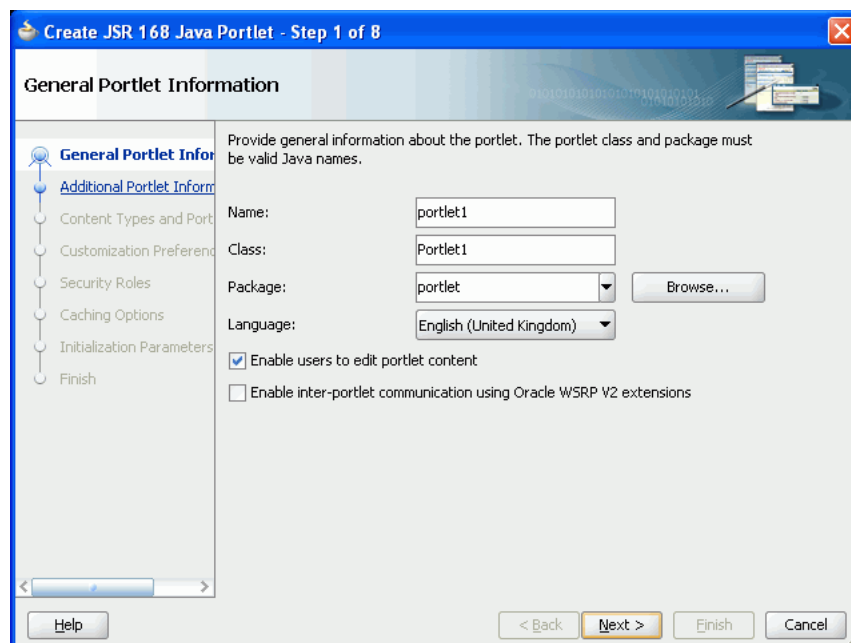 Create JSR 168 Java Portlet - Step 1 of 8
General Portlet Information
General Portlet Infor
Additional Portlet Inform
Content Types and Port
Customization Preferenc
Security Roles
Caching Options
Initialization Parameters
Finish
Provide general information about the portlet. The portlet class and package must
be valid Java names.
Name: portlet1
Class: Portlet1
Package: portlet Browse...
Language: English (United Kingdom)
Enable users to edit portlet content
Enable inter-portlet communication using Oracle WSRP V2 extensions
Help < Back Next > Finish Cancel